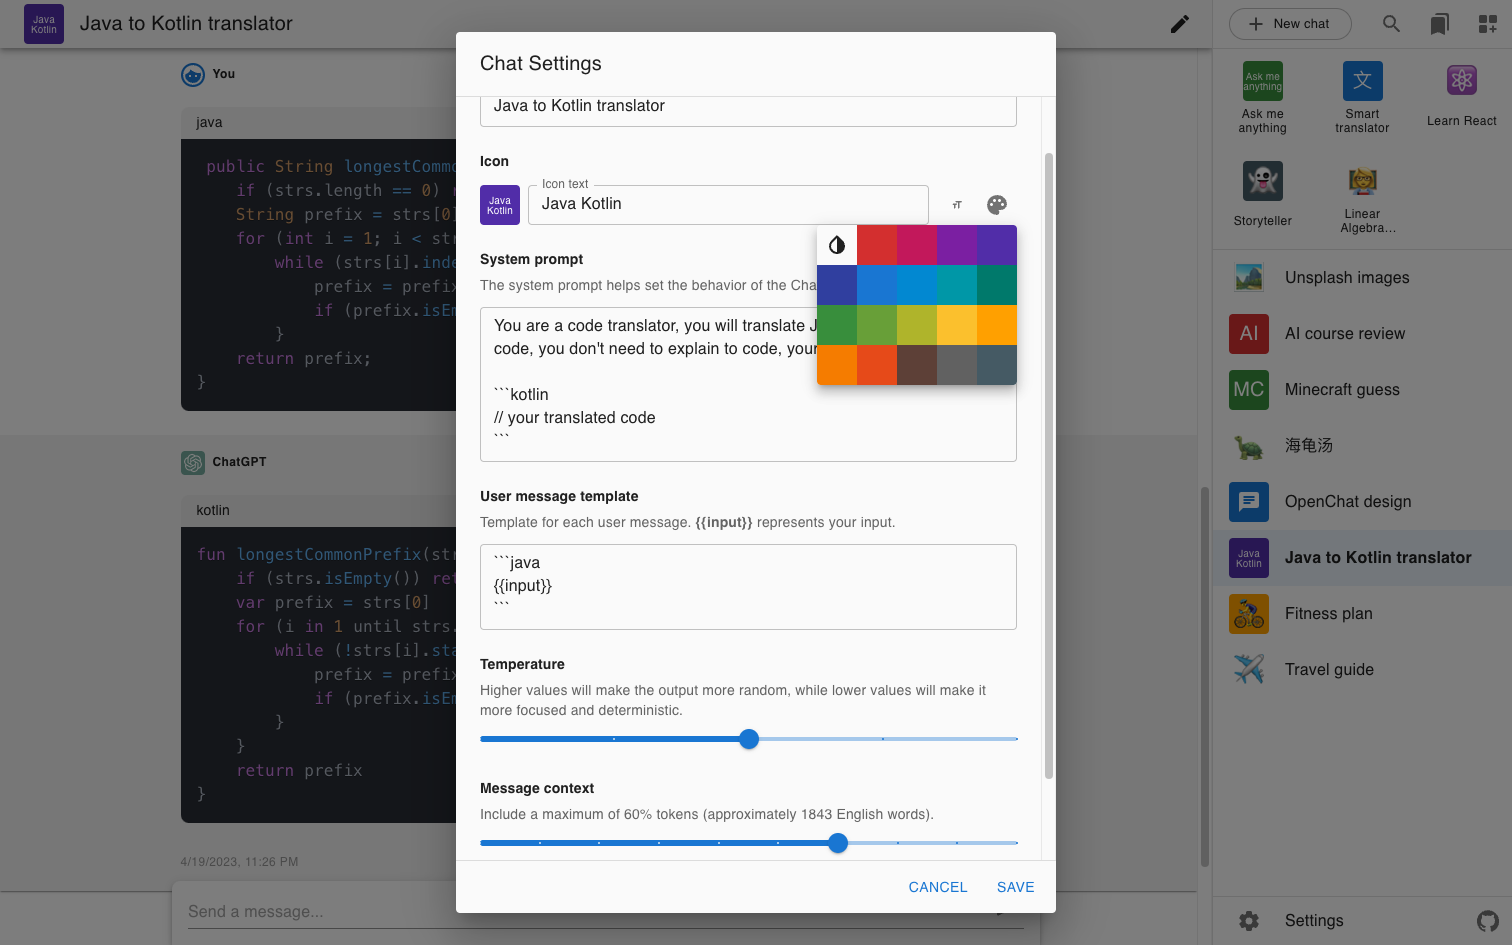 Java
Kotlin
Java to Kotlin translator
You
java
public String longestCommo
if (strs.length == 0) r
String prefix = strs[0]
for (int i = 1; i < str
while (strs[i].inde
prefix = prefix
if (prefix.isEm
}
return prefix;
}
ChatGPT
kotlin
fun longestCommonPrefix(str
if (strs.isEmpty()) ret
var prefix = strs[0]
for (i in 1 until strs.
while (!strs[i].sta
prefix = prefix
if (prefix.isEm
}
}
return prefix
}
4/19/2023, 11:26 PM
Send a message...
Chat Settings
Java to Kotlin translator
Icon
Java
Kotlin
Icon text
Java Kotlin
System prompt
The system prompt helps set the behavior of the Cha
You are a code translator, you will translate J
code, you don't need to explain to code, your
```kotlin
// your translated code
```
User message template
Template for each user message. {{input}} represents your input.
```java
{{input}}
```
Temperature
Higher values will make the output more random, while lower values will make it
more focused and deterministic.
Message context
Include a maximum of 60% tokens (approximately 1843 English words).
CANCEL
SAVE
New chat
Ask me
anything
Ask me
anything
文
Smart
translator
Learn React
Storyteller
Linear
Algebra...
Unsplash images
AI
AI course review
MC
Minecraft guess
海龟汤
OpenChat design
Java
Kotlin
Java to Kotlin translator
Fitness plan
Travel guide
Settings